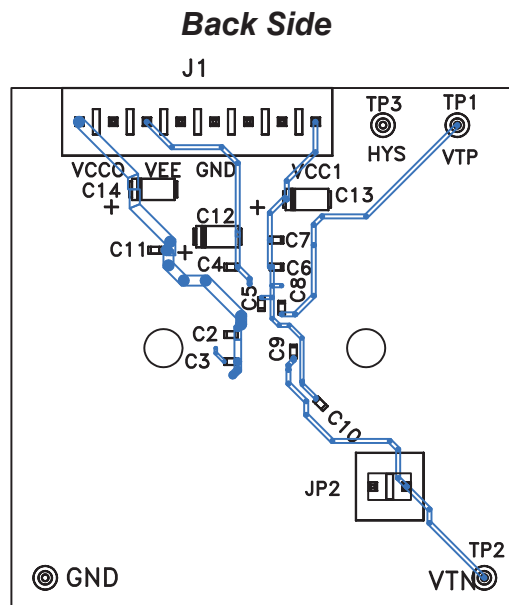 Back Side
J1
TP3
TP1
HYS
VTP
VCCO VEE GND VCC1
C14
C13
C12
C7
C11
C4
C6
C8
C5
C2
C9
C3
C10
JP2
TP2
GND
VTN